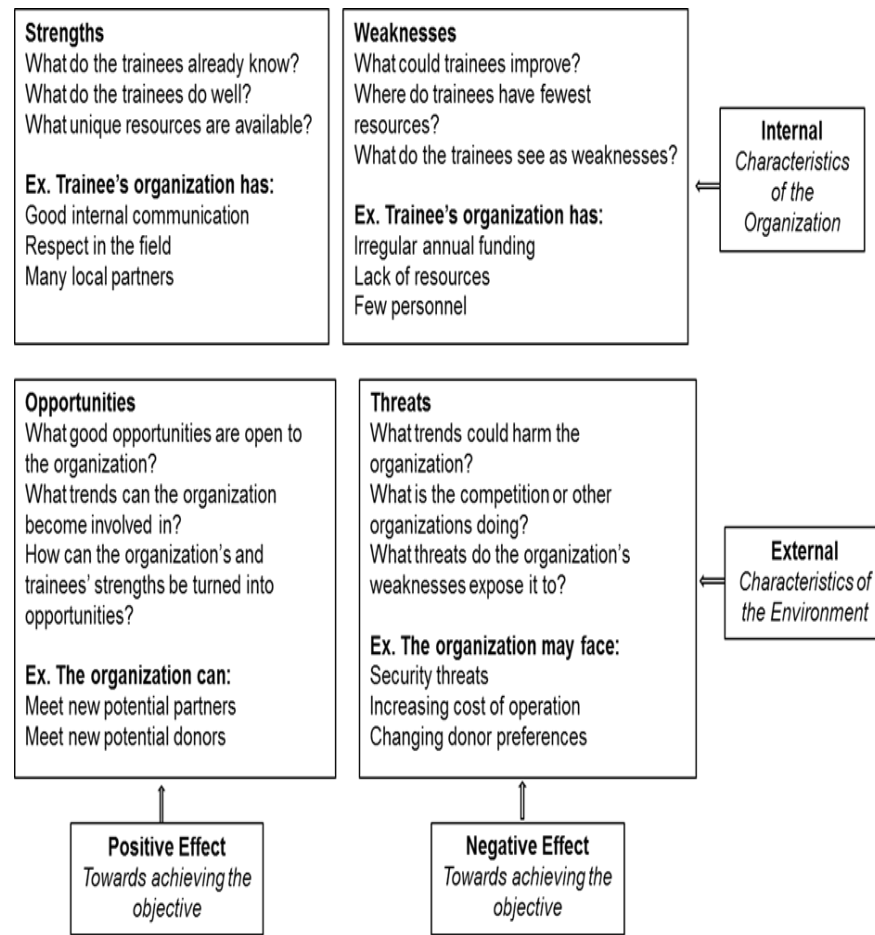 Strengths
What do the trainees already know?
What do the trainees do well?
What unique resources are available?
Ex. Trainee's organization has:
Good internal communication
Respect in the field
Many local partners
Weaknesses
What could trainees improve?
Where do trainees have fewest
resources?
What do the trainees see as weaknesses?
Ex. Trainee's organization has:
Irregular annual funding
Lack of resources
Few personnel
Internal
Characteristics
of the
Organization
Opportunities
What good opportunities are open to
the organization?
What trends can the organization
become involved in?
How can the organization's and
trainees' strengths be turned into
opportunities?
Ex. The organization can:
Meet new potential partners
Meet new potential donors
Threats
What trends could harm the
organization?
What is the competition or other
organizations doing?
What threats do the organization's
weaknesses expose it to?
Ex. The organization may face:
Security threats
Increasing cost of operation
Changing donor preferences
External
Characteristics of
the Environment
Positive Effect
Towards achieving the
objective
Negative Effect
Towards achieving the
objective